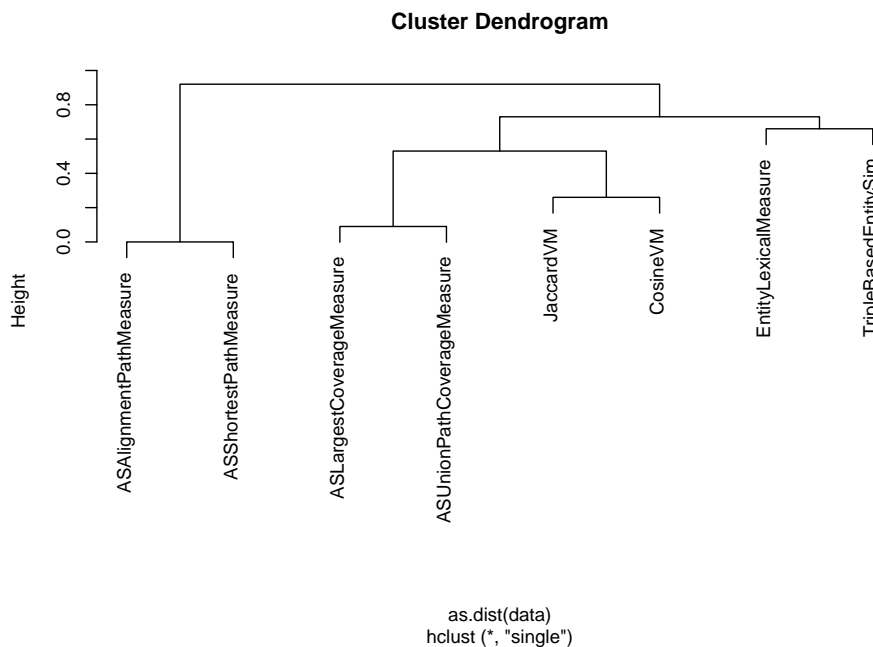 Cluster Dendrogram
Height
0.0
0.4
0.8
ASAlignmentPathMeasure
ASShortestPathMeasure
ASLargestCoverageMeasure
ASUnionPathCoverageMeasure
JaccardVM
CosineVM
EntityLexicalMeasure
TripleBasedEntitySim
as.dist(data)
hclust (*, "single")